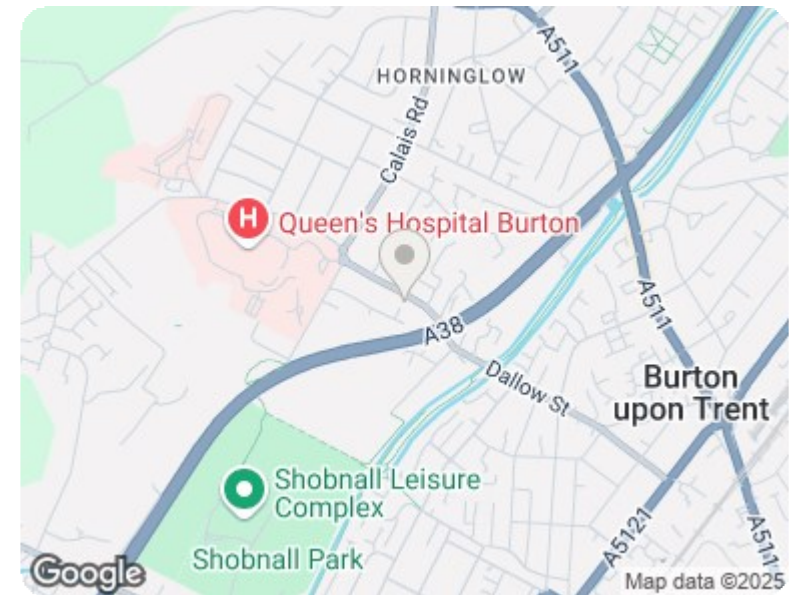 A511
HORNINGLOW
Calais Rd
H
Queen's Hospital Burton
A511
A38
Dallow St
Burton
upon Trent
Shobnall Leisure
Complex
A5121
A511
Shobnall Park
Google
Map data ©2025